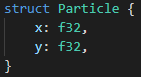 struct Particle {
    x: f32,
    y: f32,
}